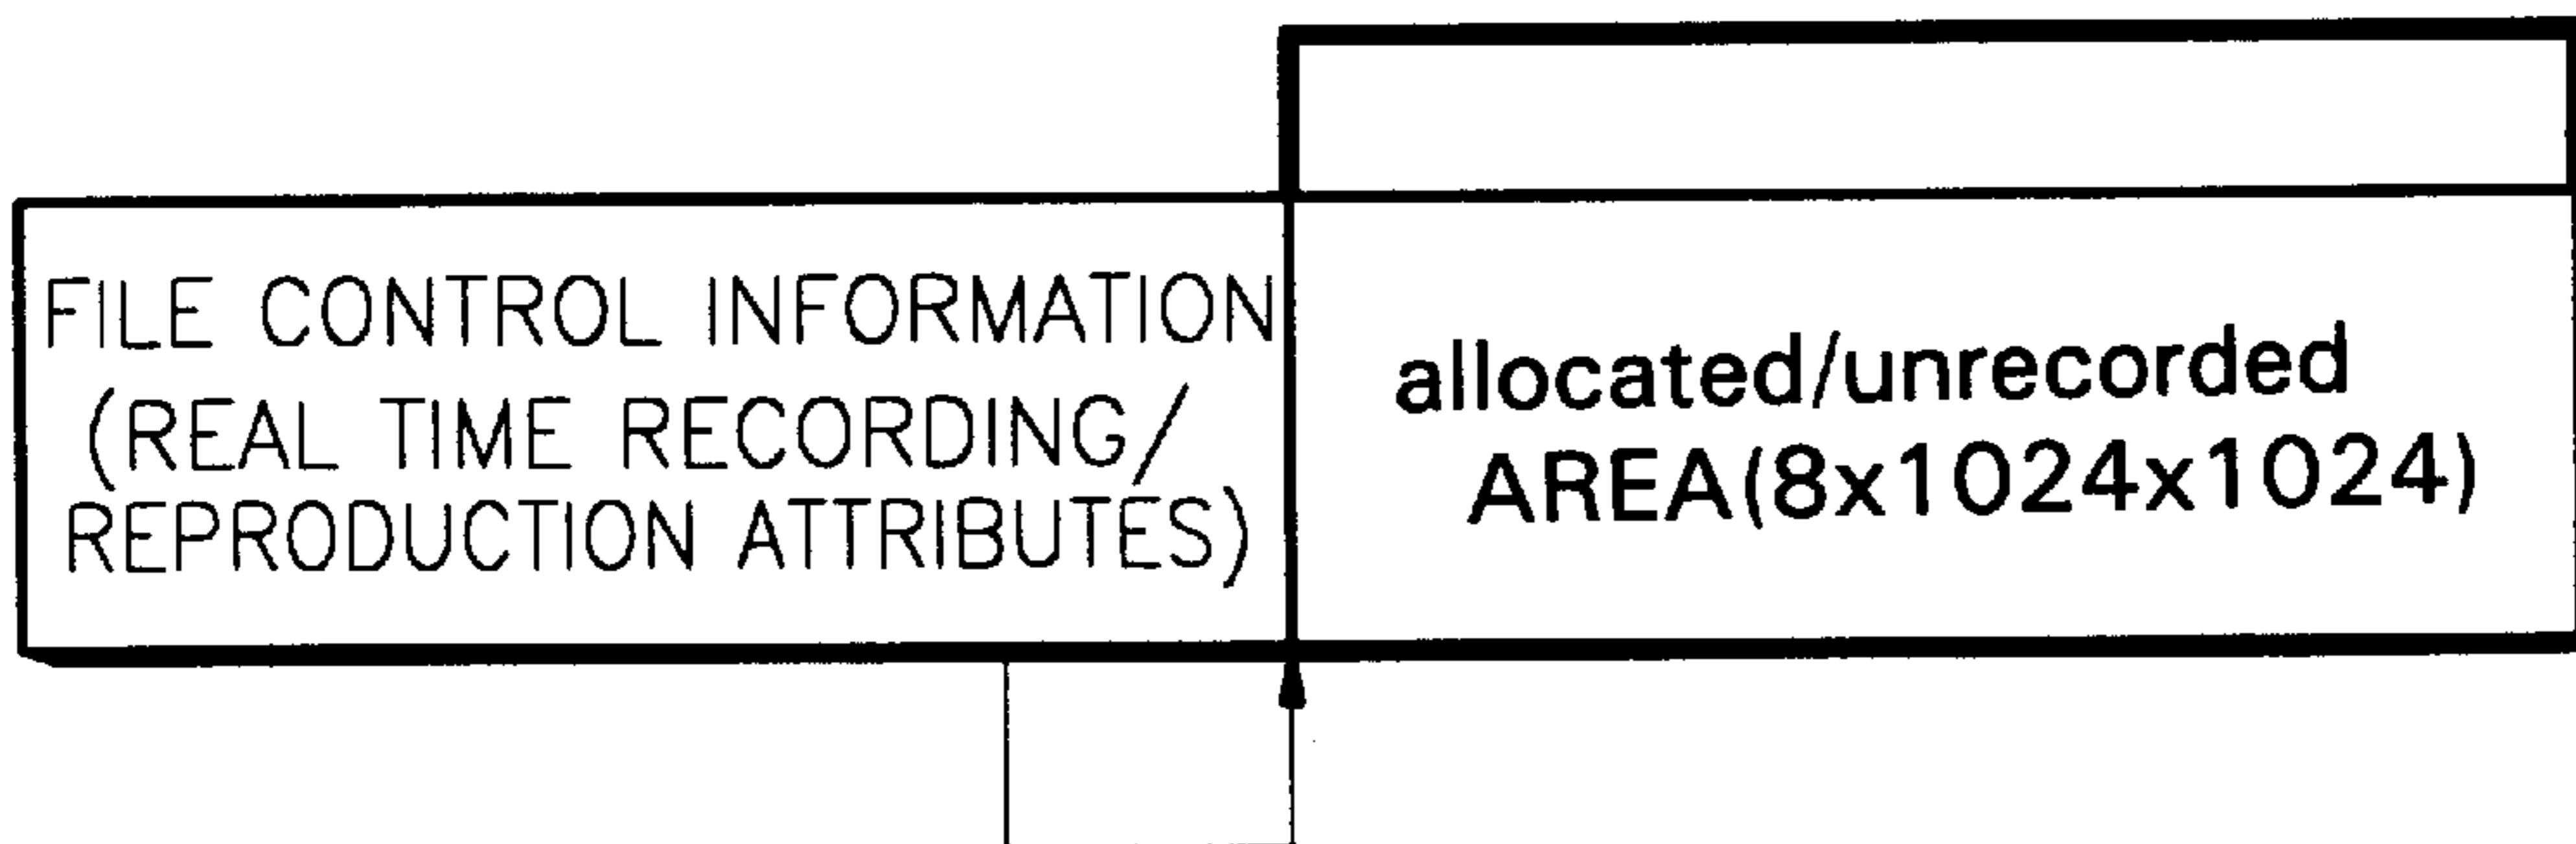 FILE CONTROL INFORMATION
(REAL TIME RECORDING/
REPRODUCTION ATTRIBUTES)
allocated/unrecorded
AREA(8x1024x1024)